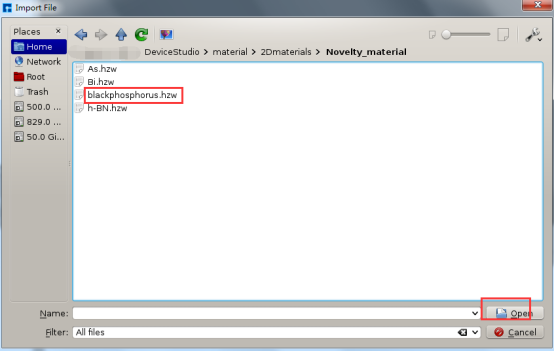 Import File
Places
DeviceStudio > material > 2Dmaterials > Novelty_material
Home
Network
Root
Trash
500.0 ...
829.0 ...
50.0 Gi...
As.hzw
Bi.hzw
blackphosphorus.hzw
h-BN.hzw
Name:
Open
Filter: All files
Cancel